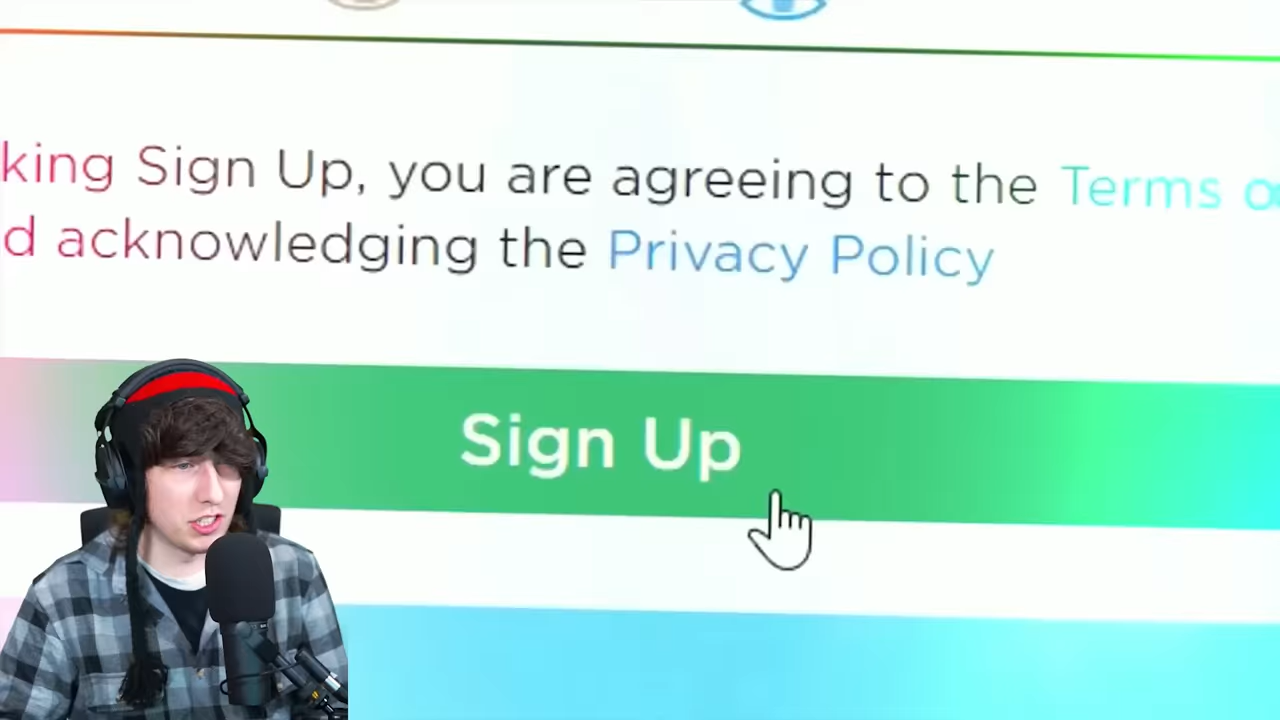 king Sign Up, you are agreeing to the Terms o
d acknowledging the Privacy Policy
Sign Up